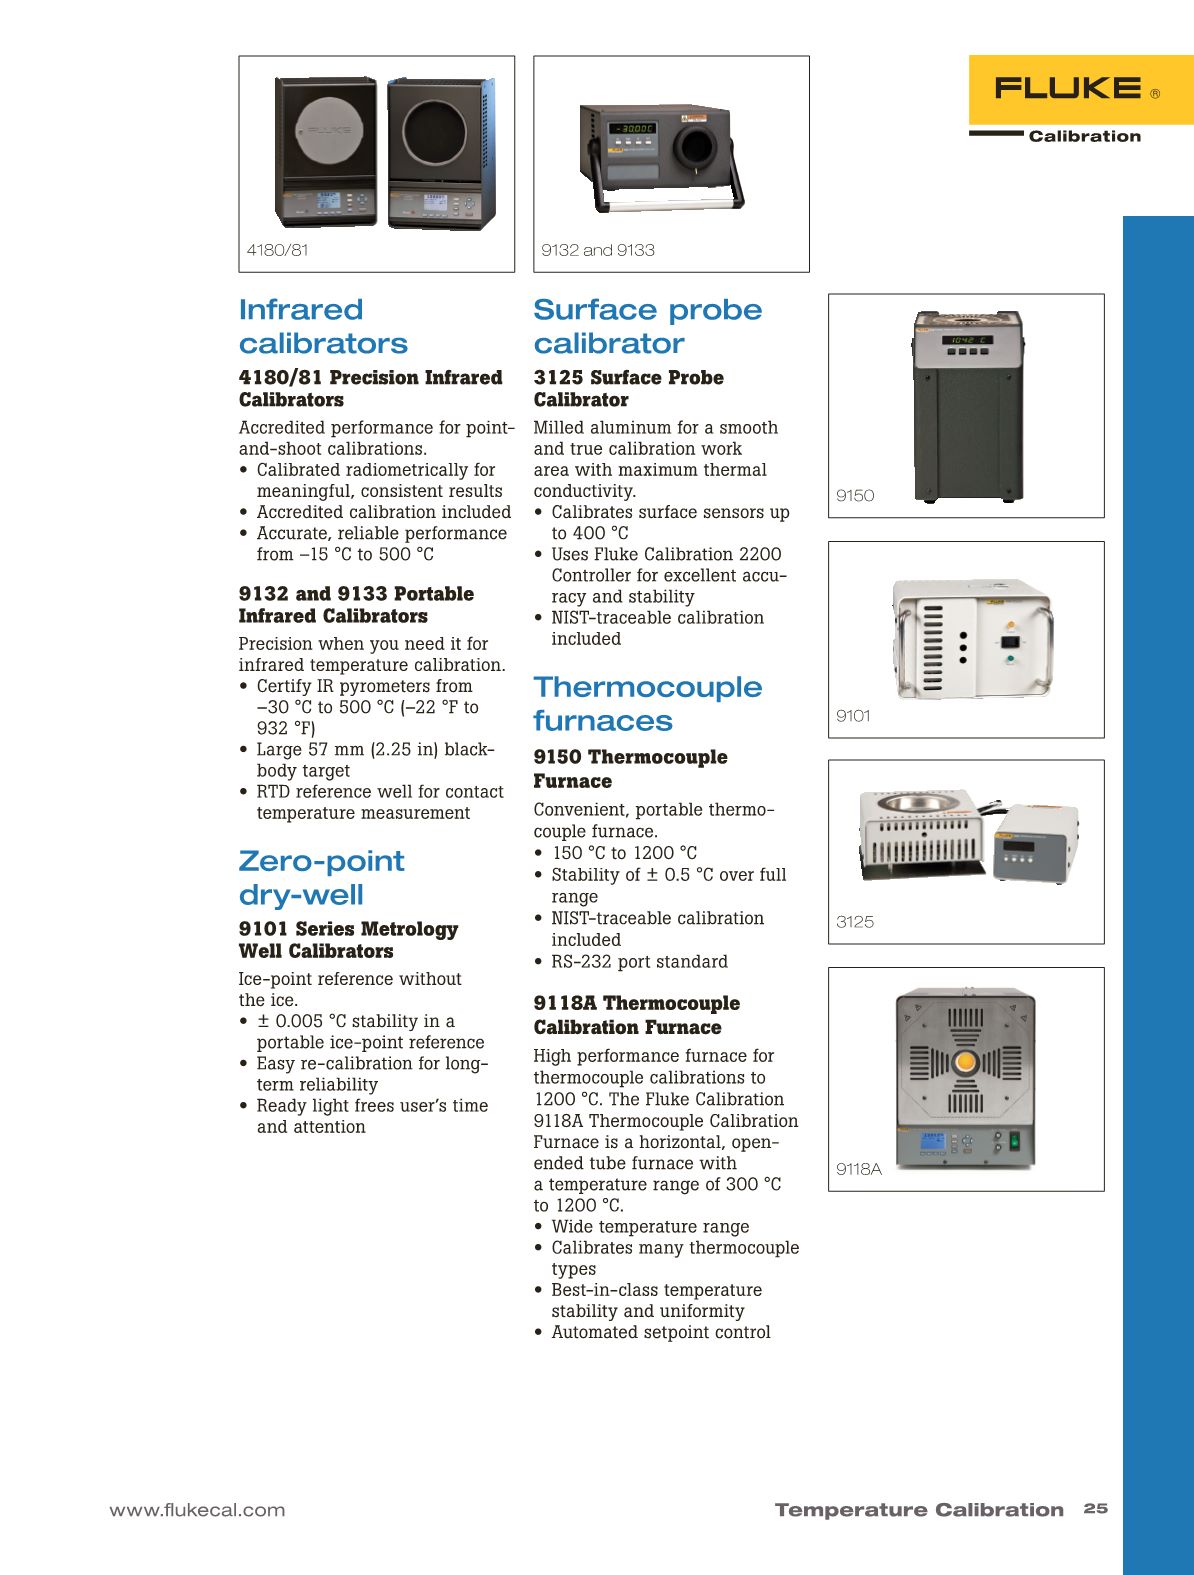 FLUKE ®
Calibration
4180/81
9132 and 9133
Infrared
calibrators
4180/81 Precision Infrared
Calibrators
Accredited performance for point-
and-shoot calibrations.
• Calibrated radiometrically for
meaningful, consistent results
• Accredited calibration included
• Accurate, reliable performance
from –15 °C to 500 °C
9132 and 9133 Portable
Infrared Calibrators
Precision when you need it for
infrared temperature calibration.
• Certify IR pyrometers from
–30 °C to 500 °C (–22 °F to
932 °F)
• Large 57 mm (2.25 in) black-
body target
• RTD reference well for contact
temperature measurement
Zero-point
dry-well
9101 Series Metrology
Well Calibrators
Ice-point reference without
the ice.
• ± 0.005 °C stability in a
portable ice-point reference
• Easy re-calibration for long-
term reliability
• Ready light frees user’s time
and attention
Surface probe
calibrator
3125 Surface Probe
Calibrator
Milled aluminum for a smooth
and true calibration work
area with maximum thermal
conductivity.
• Calibrates surface sensors up
to 400 °C
• Uses Fluke Calibration 2200
Controller for excellent accu-
racy and stability
• NIST-traceable calibration
included
Thermocouple
furnaces
9150 Thermocouple
Furnace
Convenient, portable thermo-
couple furnace.
• 150 °C to 1200 °C
• Stability of ± 0.5 °C over full
range
• NIST-traceable calibration
included
• RS-232 port standard
9118A Thermocouple
Calibration Furnace
High performance furnace for
thermocouple calibrations to
1200 °C. The Fluke Calibration
9118A Thermocouple Calibration
Furnace is a horizontal, open-
ended tube furnace with
a temperature range of 300 °C
to 1200 °C.
• Wide temperature range
• Calibrates many thermocouple
types
• Best-in-class temperature
stability and uniformity
• Automated setpoint control
FLUKE
-30.00C
1042 C
9150
9101
3125
9118A
www.flukecal.com
Temperature Calibration 25